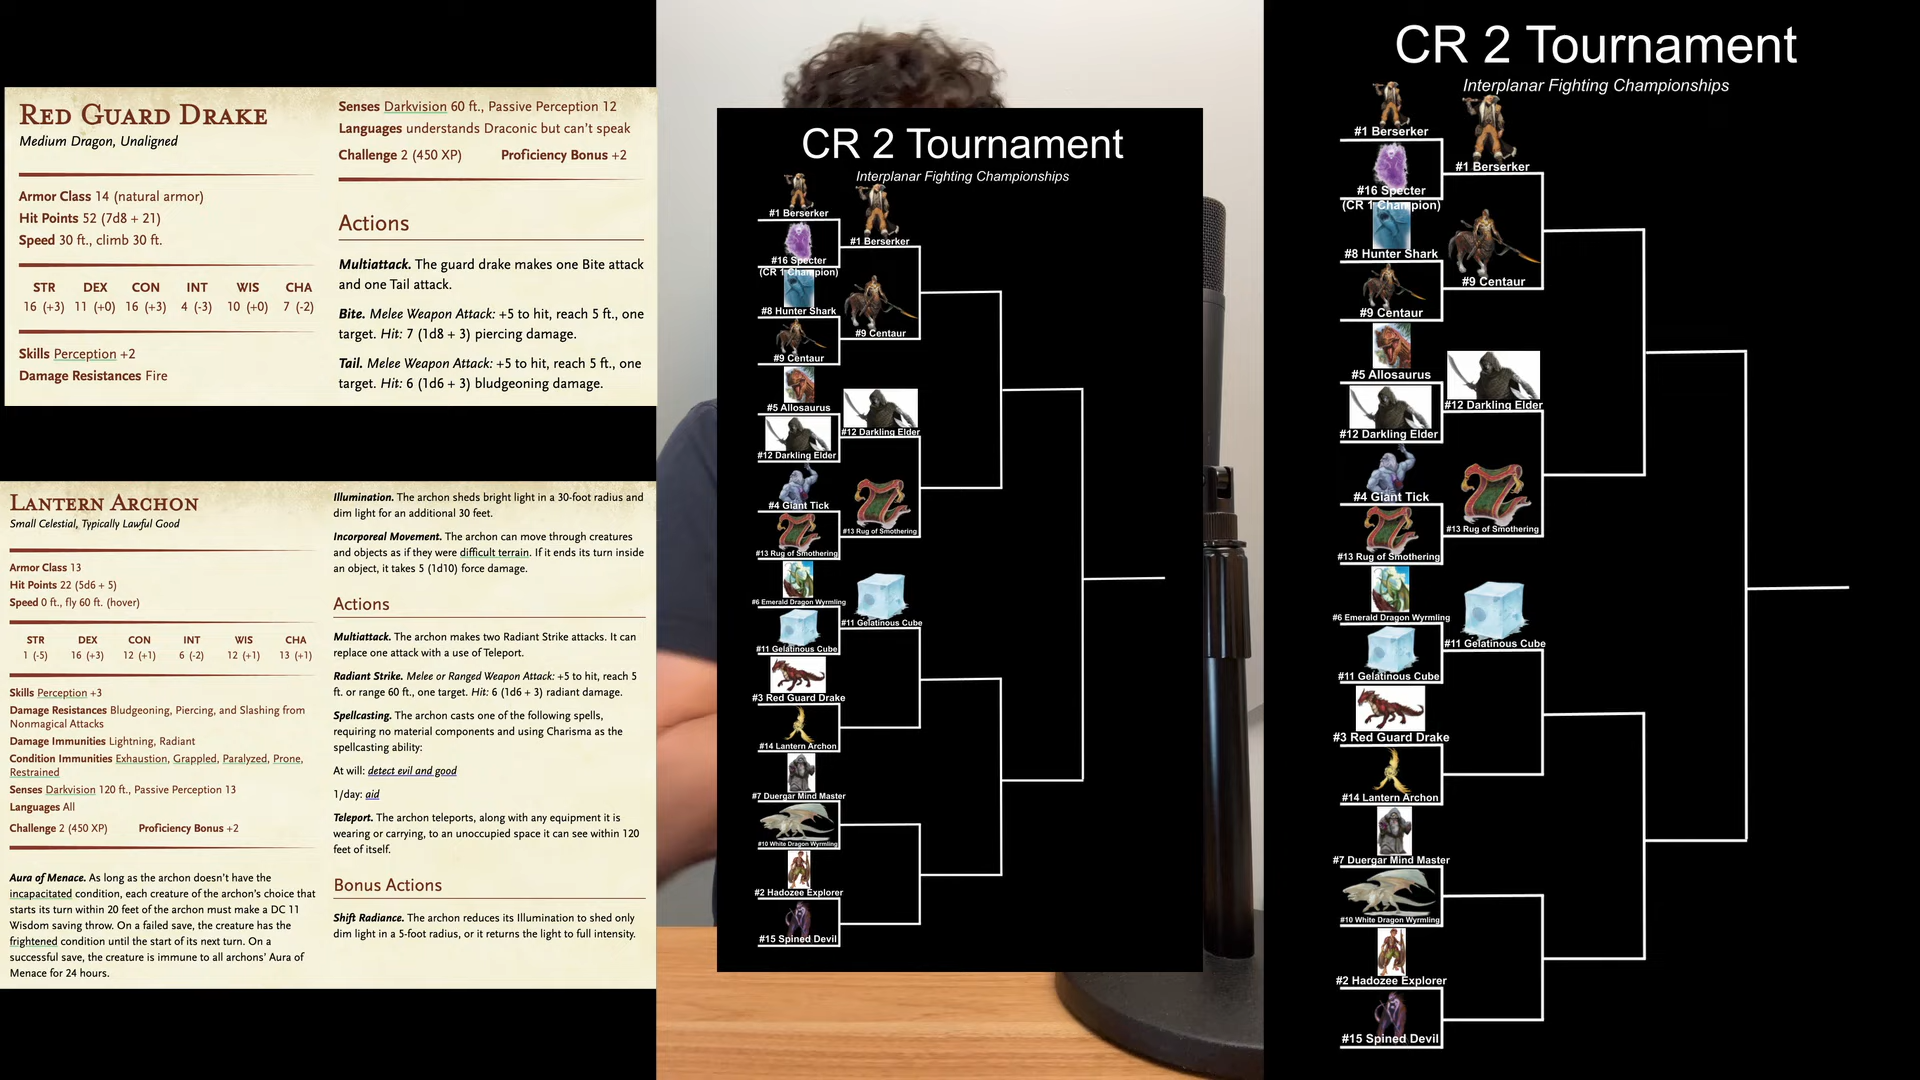 RED GUARD DRAKE
Medium Dragon, Unaligned
Armor Class 14 (natural armor)
Hit Points 52 (7d8 + 21)
Speed 30 ft., climb 30 ft.
STR DEX CON INT WIS CHA
16 (+3) 11 (+0) 16 (+3) 4 (-3) 10 (+0) 7 (-2)
Skills Perception +2
Damage Resistances Fire
Senses Darkvision 60 ft., Passive Perception 12
Languages understands Draconic but can't speak
Challenge 2 (450 XP) Proficiency Bonus +2
Actions
Multiattack. The guard drake makes one Bite attack
and one Tail attack.
Bite. Melee Weapon Attack: +5 to hit, reach 5 ft., one
target. Hit: 7 (1d8 + 3) piercing damage.
Tail. Melee Weapon Attack: +5 to hit, reach 5 ft., one
target. Hit: 6 (1d6 + 3) bludgeoning damage.
LANTERN ARCHON
Small Celestial, Typically Lawful Good
Armor Class 13
Hit Points 22 (5d6 + 5)
Speed 0 ft., fly 60 ft. (hover)
STR DEX CON INT WIS CHA
1 (-5) 16 (+3) 12 (+1) 6 (-2) 12 (+1) 13 (+1)
Skills Perception +3
Damage Resistances Bludgeoning, Piercing, and Slashing from
Nonmagical Attacks
Damage Immunities Lightning, Radiant
Condition Immunities Exhaustion, Grappled, Paralyzed, Prone,
Restrained
Senses Darkvision 120 ft., Passive Perception 13
Languages All
Challenge 2 (450 XP) Proficiency Bonus +2
Aura of Menace. As long as the archon doesn't have the
incapacitated condition, each creature of the archon's choice that
starts its turn within 20 feet of the archon must make a DC 11
Wisdom saving throw. On a failed save, the creature has the
frightened condition until the start of its next turn. On a
successful save, the creature is immune to all archons' Aura of
Menace for 24 hours.
Illumination. The archon sheds bright light in a 30-foot radius and
dim light for an additional 30 feet.
Incorporeal Movement. The archon can move through creatures
and objects as if they were difficult terrain. If it ends its turn inside
an object, it takes 5 (1d10) force damage.
Actions
Multiattack. The archon makes two Radiant Strike attacks. It can
replace one attack with a use of Teleport.
Radiant Strike. Melee or Ranged Weapon Attack: +5 to hit, reach 5
ft. or range 60 ft., one target. Hit: 6 (1d6 + 3) radiant damage.
Spellcasting. The archon casts one of the following spells,
requiring no material components and using Charisma as the
spellcasting ability:
At will: detect evil and good
1/day: aid
Teleport. The archon teleports, along with any equipment it is
wearing or carrying, to an unoccupied space it can see within 120
feet of itself.
Bonus Actions
Shift Radiance. The archon reduces its Illumination to shed only
dim light in a 5-foot radius, or it returns the light to full intensity.
CR 2 Tournament
Interplanar Fighting Championships
#1 Berserker
#16 Specter
(CR 1 Champion)
#8 Hunter Shark
#9 Centaur
#5 Allosaurus
#12 Darkling Elder
#4 Giant Tick
#13 Rug of Smothering
#6 Emerald Dragon Wyrmling
#11 Gelatinous Cube
#3 Red Guard Drake
#14 Lantern Archon
#7 Duergar Mind Master
#10 White Dragon Wyrmling
#2 Hadozee Explorer
#15 Spined Devil
#1 Berserker
#9 Centaur
#12 Darkling Elder
#13 Rug of Smothering
#11 Gelatinous Cube
CR 2 Tournament
Interplanar Fighting Championships
#1 Berserker
#16 Specter
(CR 1 Champion)
#8 Hunter Shark
#9 Centaur
#5 Allosaurus
#12 Darkling Elder
#4 Giant Tick
#13 Rug of Smothering
#6 Emerald Dragon Wyrmling
#11 Gelatinous Cube
#3 Red Guard Drake
#14 Lantern Archon
#7 Duergar Mind Master
#10 White Dragon Wyrmling
#2 Hadozee Explorer
#15 Spined Devil
#1 Berserker
#9 Centaur
#12 Darkling Elder
#13 Rug of Smothering
#11 Gelatinous Cube